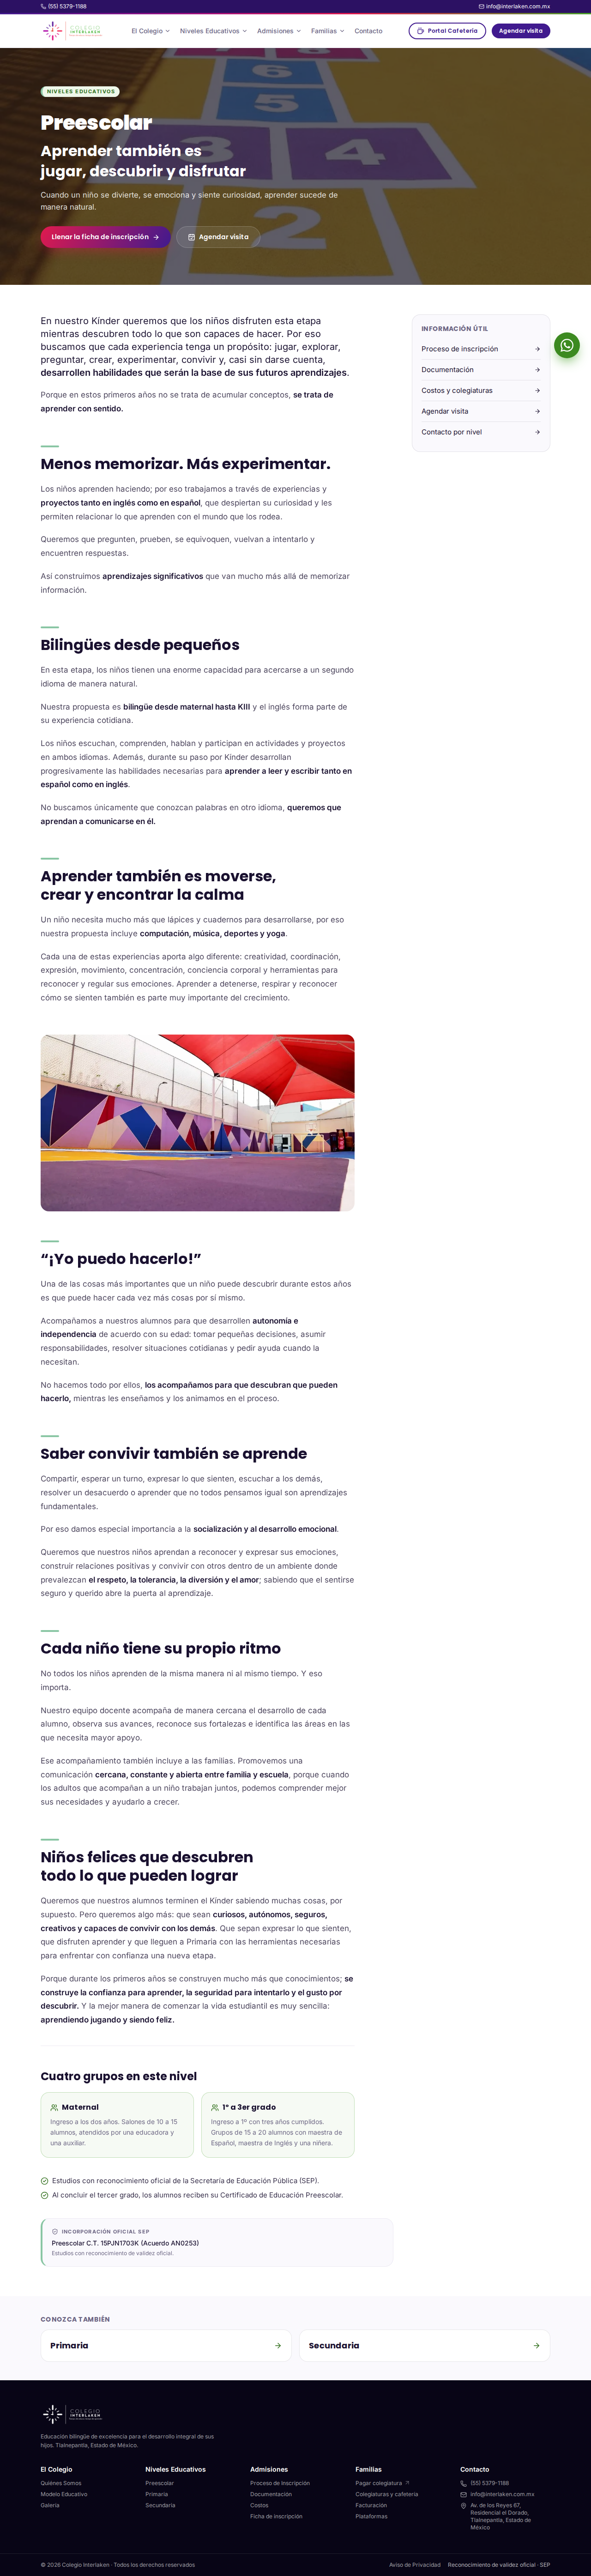 (55) 5379-1188
info@interlaken.com.mx
COLEGIO
INTERLAKEN
El Colegio
Niveles Educativos
Admisiones
Familias
Contacto
Portal Cafetería
Agendar visita
NIVELES EDUCATIVOS
Preescolar
Aprender también es
jugar, descubrir y disfrutar
Cuando un niño se divierte, se emociona y siente curiosidad, aprender sucede de
manera natural.
Llenar la ficha de inscripción
Agendar visita
En nuestro Kínder queremos que los niños disfruten esta etapa
mientras descubren todo lo que son capaces de hacer. Por eso
buscamos que cada experiencia tenga un propósito: jugar, explorar,
preguntar, crear, experimentar, convivir y, casi sin darse cuenta,
desarrollen habilidades que serán la base de sus futuros aprendizajes.
Porque en estos primeros años no se trata de acumular conceptos, se trata de
aprender con sentido.
INFORMACIÓN ÚTIL
Proceso de inscripción
Documentación
Costos y colegiaturas
Agendar visita
Contacto por nivel
Menos memorizar. Más experimentar.
Los niños aprenden haciendo; por eso trabajamos a través de experiencias y
proyectos tanto en inglés como en español, que despiertan su curiosidad y les
permiten relacionar lo que aprenden con el mundo que los rodea.
Queremos que pregunten, prueben, se equivoquen, vuelvan a intentarlo y
encuentren respuestas.
Así construimos aprendizajes significativos que van mucho más allá de memorizar
información.
Bilingües desde pequeños
En esta etapa, los niños tienen una enorme capacidad para acercarse a un segundo
idioma de manera natural.
Nuestra propuesta es bilingüe desde maternal hasta KIII y el inglés forma parte de
su experiencia cotidiana.
Los niños escuchan, comprenden, hablan y participan en actividades y proyectos
en ambos idiomas. Además, durante su paso por Kínder desarrollan
progresivamente las habilidades necesarias para aprender a leer y escribir tanto en
español como en inglés.
No buscamos únicamente que conozcan palabras en otro idioma, queremos que
aprendan a comunicarse en él.
Aprender también es moverse,
crear y encontrar la calma
Un niño necesita mucho más que lápices y cuadernos para desarrollarse, por eso
nuestra propuesta incluye computación, música, deportes y yoga.
Cada una de estas experiencias aporta algo diferente: creatividad, coordinación,
expresión, movimiento, concentración, conciencia corporal y herramientas para
reconocer y regular sus emociones. Aprender a detenerse, respirar y reconocer
cómo se sienten también es parte muy importante del crecimiento.
“¡Yo puedo hacerlo!”
Una de las cosas más importantes que un niño puede descubrir durante estos años
es que puede hacer cada vez más cosas por sí mismo.
Acompañamos a nuestros alumnos para que desarrollen autonomía e
independencia de acuerdo con su edad: tomar pequeñas decisiones, asumir
responsabilidades, resolver situaciones cotidianas y pedir ayuda cuando la
necesitan.
No hacemos todo por ellos, los acompañamos para que descubran que pueden
hacerlo, mientras les enseñamos y los animamos en el proceso.
Saber convivir también se aprende
Compartir, esperar un turno, expresar lo que sienten, escuchar a los demás,
resolver un desacuerdo o aprender que no todos pensamos igual son aprendizajes
fundamentales.
Por eso damos especial importancia a la socialización y al desarrollo emocional.
Queremos que nuestros niños aprendan a reconocer y expresar sus emociones,
construir relaciones positivas y convivir con otros dentro de un ambiente donde
prevalezcan el respeto, la tolerancia, la diversión y el amor; sabiendo que el sentirse
seguro y querido abre la puerta al aprendizaje.
Cada niño tiene su propio ritmo
No todos los niños aprenden de la misma manera ni al mismo tiempo. Y eso
importa.
Nuestro equipo docente acompaña de manera cercana el desarrollo de cada
alumno, observa sus avances, reconoce sus fortalezas e identifica las áreas en las
que necesita mayor apoyo.
Ese acompañamiento también incluye a las familias. Promovemos una
comunicación cercana, constante y abierta entre familia y escuela, porque cuando
los adultos que acompañan a un niño trabajan juntos, podemos comprender mejor
sus necesidades y ayudarlo a crecer.
Niños felices que descubren
todo lo que pueden lograr
Queremos que nuestros alumnos terminen el Kínder sabiendo muchas cosas, por
supuesto. Pero queremos algo más: que sean curiosos, autónomos, seguros,
creativos y capaces de convivir con los demás. Que sepan expresar lo que sienten,
que disfruten aprender y que lleguen a Primaria con las herramientas necesarias
para enfrentar con confianza una nueva etapa.
Porque durante los primeros años se construyen mucho más que conocimientos; se
construye la confianza para aprender, la seguridad para intentarlo y el gusto por
descubrir. Y la mejor manera de comenzar la vida estudiantil es muy sencilla:
aprendiendo jugando y siendo feliz.
Cuatro grupos en este nivel
Maternal
Ingreso a los dos años. Salones de 10 a 15
alumnos, atendidos por una educadora y
una auxiliar.
1º a 3er grado
Ingreso a 1º con tres años cumplidos.
Grupos de 15 a 20 alumnos con maestra de
Español, maestra de Inglés y una niñera.
Estudios con reconocimiento oficial de la Secretaría de Educación Pública (SEP).
Al concluir el tercer grado, los alumnos reciben su Certificado de Educación Preescolar.
INCORPORACIÓN OFICIAL SEP
Preescolar C.T. 15PJN1703K (Acuerdo AN0253)
Estudios con reconocimiento de validez oficial.
CONOZCA TAMBIÉN
Primaria
Secundaria
COLEGIO
INTERLAKEN
Educación bilingüe de excelencia para el desarrollo integral de sus
hijos. Tlalnepantla, Estado de México.
El Colegio
Quiénes Somos
Modelo Educativo
Galería
Niveles Educativos
Preescolar
Primaria
Secundaria
Admisiones
Proceso de Inscripción
Documentación
Costos
Ficha de inscripción
Familias
Pagar colegiatura
Colegiaturas y cafetería
Facturación
Plataformas
Contacto
(55) 5379-1188
info@interlaken.com.mx
Av. de los Reyes 67,
Residencial el Dorado,
Tlalnepantla, Estado de
México
© 2026 Colegio Interlaken · Todos los derechos reservados
Aviso de Privacidad
Reconocimiento de validez oficial · SEP